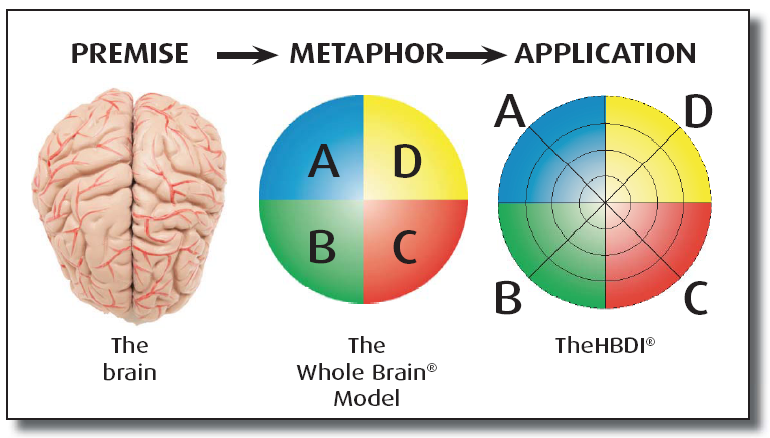 PREMISE → METAPHOR → APPLICATION
A D
B C
A D
B C
The
brain
The
Whole Brain®
Model
TheHBDI®